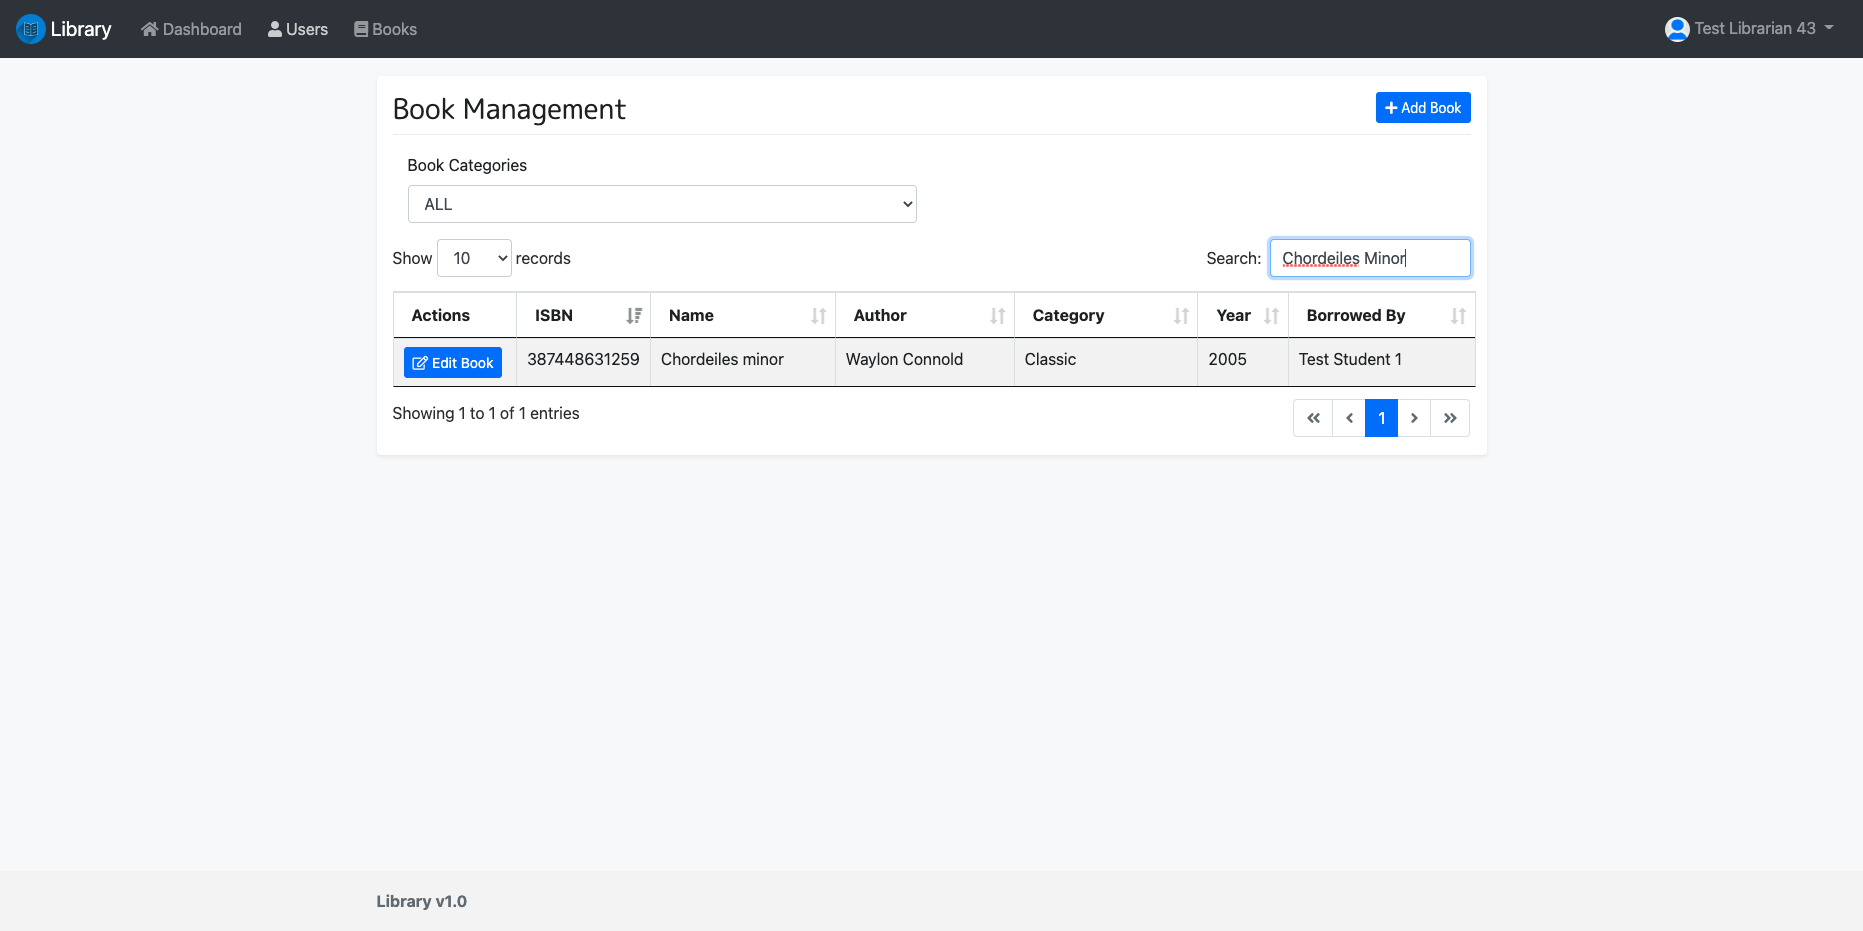 Library Dashboard Users Books Test Librarian 43
Book Management + Add Book
Book Categories
ALL
Show 10 records Search: Chordeiles Minor
Actions ISBN Name Author Category Year Borrowed By
Edit Book 387448631259 Chordeiles minor Waylon Connold Classic 2005 Test Student 1
Showing 1 to 1 of 1 entries « ‹ 1 › »
Library v1.0